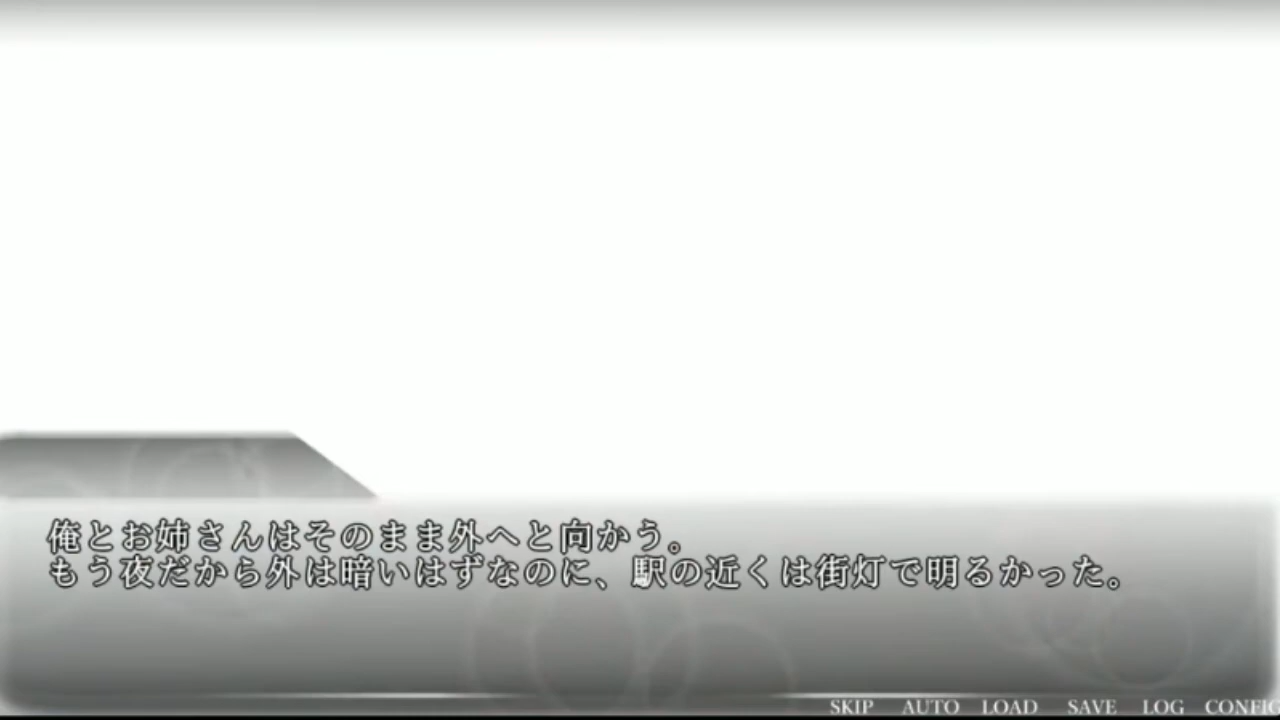 俺とお姉さんはそのまま外へと向かう。
もう夜だから外は暗いはずなのに、駅の近くは街灯で明るかった。
SKIP AUTO LOAD SAVE LOG CONFIG